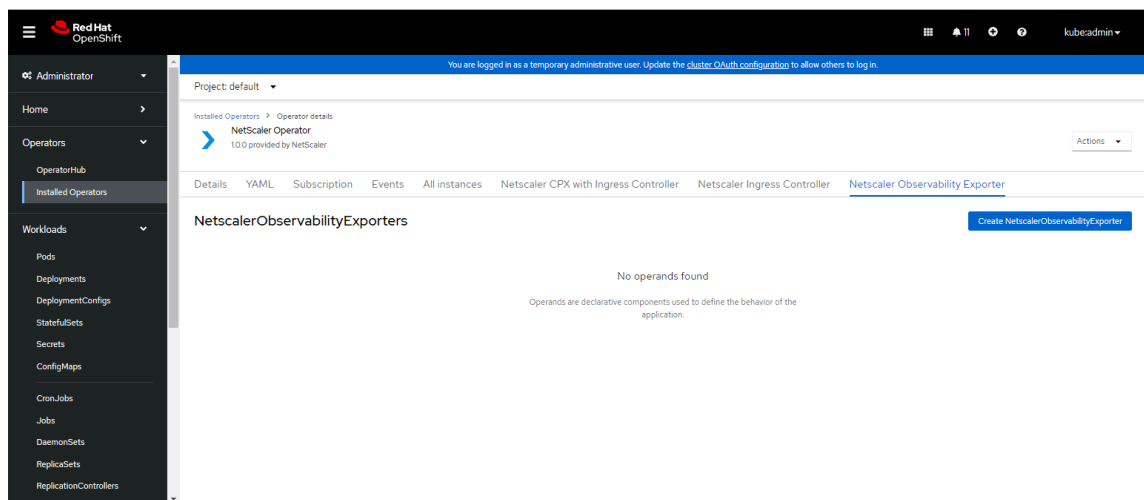 Red Hat
OpenShift
11
kube:admin
Administrator
Home
Operators
OperatorHub
Installed Operators
Workloads
Pods
Deployments
DeploymentConfigs
StatefulSets
Secrets
ConfigMaps
CronJobs
Jobs
DaemonSets
ReplicaSets
ReplicationControllers
You are logged in as a temporary administrative user. Update the cluster OAuth configuration to allow others to log in.
Project: default
Installed Operators > Operator details
NetScaler Operator
1.0.0 provided by NetScaler
Actions
Details YAML Subscription Events All instances Netscaler CPX with Ingress Controller Netscaler Ingress Controller Netscaler Observability Exporter
NetscalerObservabilityExporters
Create NetscalerObservabilityExporter
No operands found
Operands are declarative components used to define the behavior of the
application.